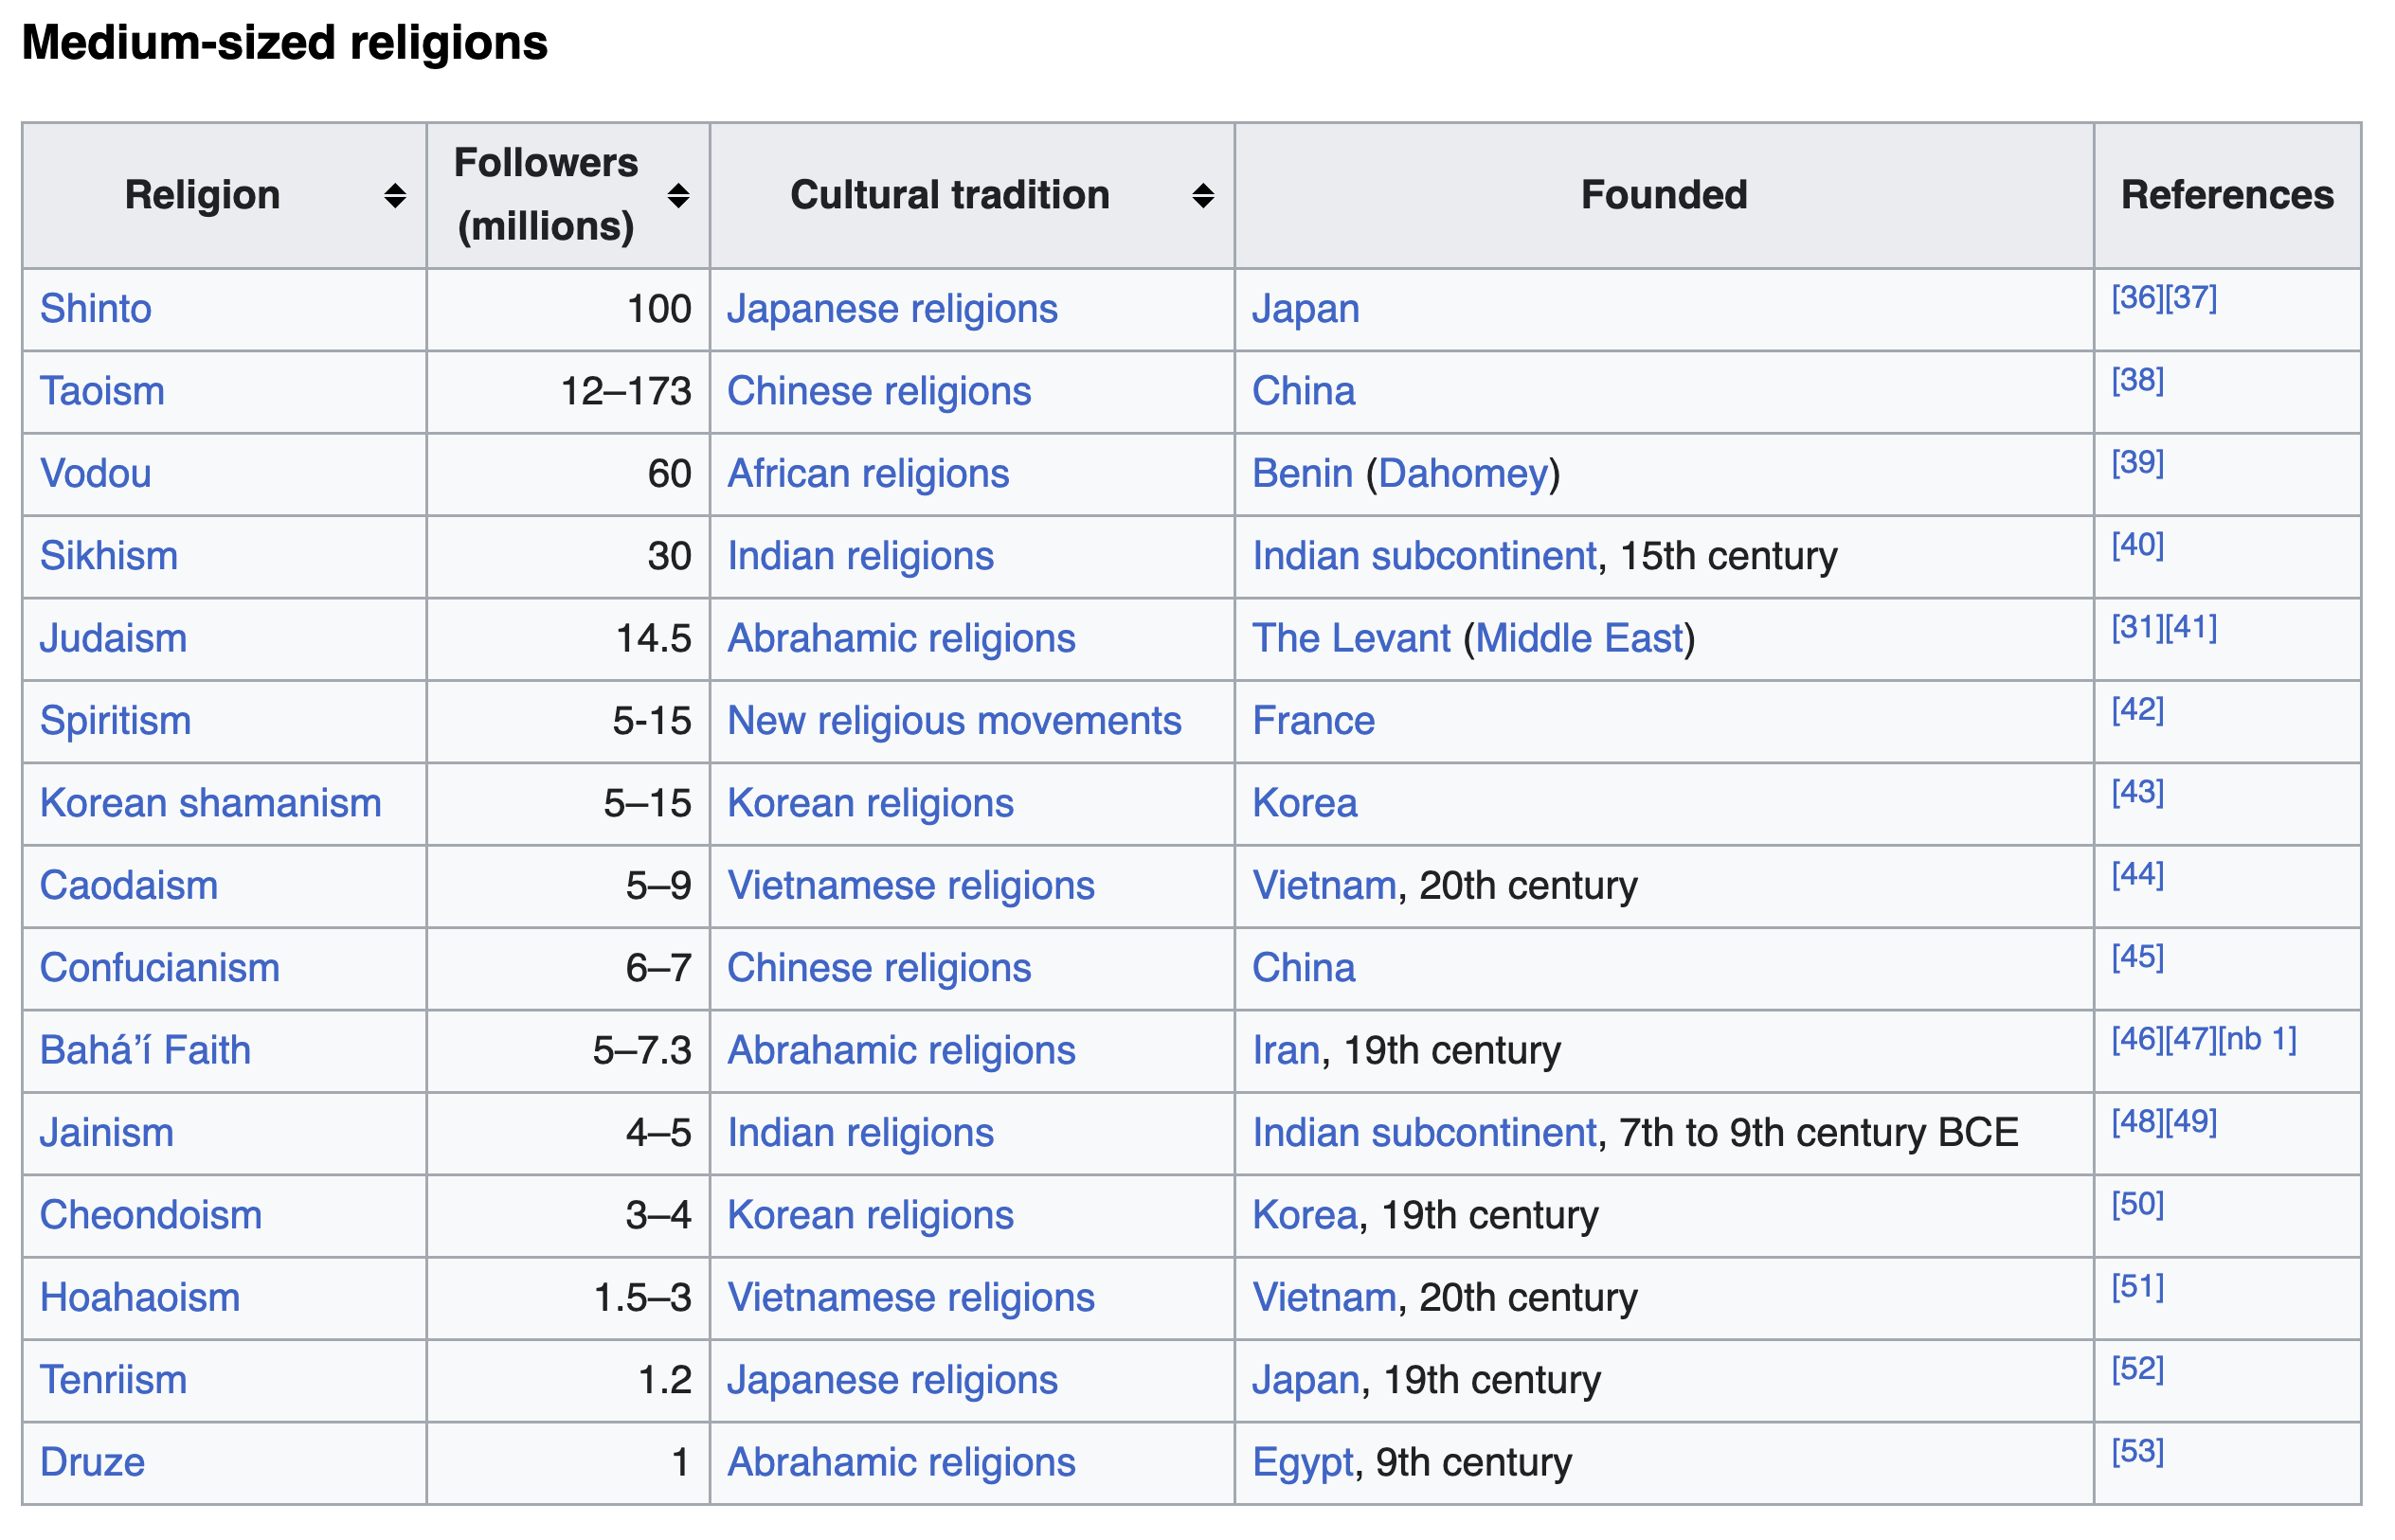 Medium-sized religions
Religion Followers (millions) Cultural tradition Founded References
Shinto 100 Japanese religions Japan [36][37]
Taoism 12–173 Chinese religions China [38]
Vodou 60 African religions Benin (Dahomey) [39]
Sikhism 30 Indian religions Indian subcontinent, 15th century [40]
Judaism 14.5 Abrahamic religions The Levant (Middle East) [31][41]
Spiritism 5-15 New religious movements France [42]
Korean shamanism 5–15 Korean religions Korea [43]
Caodaism 5–9 Vietnamese religions Vietnam, 20th century [44]
Confucianism 6–7 Chinese religions China [45]
Bahá’í Faith 5–7.3 Abrahamic religions Iran, 19th century [46][47][nb 1]
Jainism 4–5 Indian religions Indian subcontinent, 7th to 9th century BCE [48][49]
Cheondoism 3–4 Korean religions Korea, 19th century [50]
Hoahaoism 1.5–3 Vietnamese religions Vietnam, 20th century [51]
Tenriism 1.2 Japanese religions Japan, 19th century [52]
Druze 1 Abrahamic religions Egypt, 9th century [53]